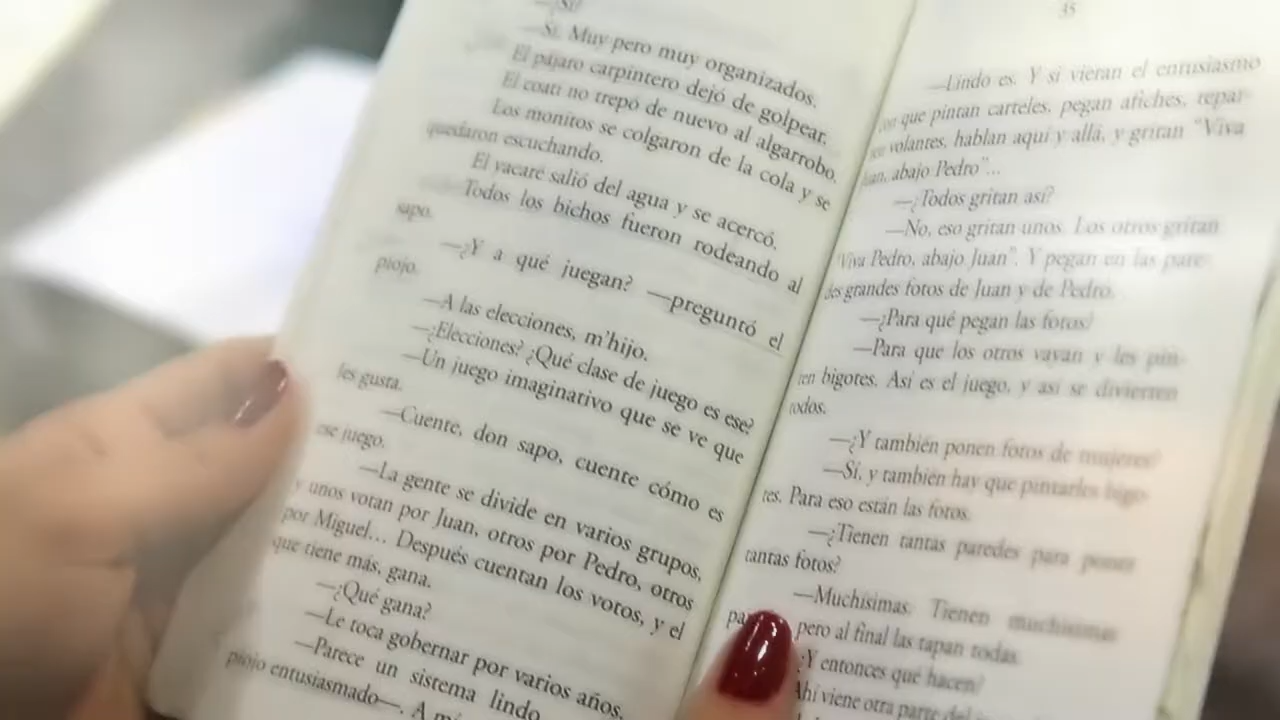 —¿Sí?
—Sí. Muy pero muy organizados.
El pájaro carpintero dejó de golpear.
El coatí no trepó de nuevo al algarrobo.
Los monitos se colgaron de la cola y se
quedaron escuchando.
El yacaré salió del agua y se acercó.
Todos los bichos fueron rodeando al
sapo.
—¿Y a qué juegan? —preguntó el
piojo.
—A las elecciones, m'hijo.
—¿Elecciones? ¿Qué clase de juego es ese?
—Un juego imaginativo que se ve que
les gusta.
—Cuente, don sapo, cuente cómo es
ese juego.
—La gente se divide en varios grupos,
y unos votan por Juan, otros por Pedro, otros
por Miguel... Después cuentan los votos, y el
que tiene más, gana.
—¿Qué gana?
—Le toca gobernar por varios años.
—Parece un sistema lindo
piojo entusiasmado—. A
35
—Lindo es. Y si vieran el entusiasmo
con que pintan carteles, pegan afiches, repar-
volantes, hablan aquí y allá, y gritan "Viva
Juan, abajo Pedro"...
—¿Todos gritan así?
—No, eso gritan unos. Los otros gritan
"Viva Pedro, abajo Juan". Y pegan en las pare-
des grandes fotos de Juan y de Pedro.
—¿Para qué pegan las fotos?
—Para que los otros vayan y les pin-
ten bigotes. Así es el juego, y así se divierten
todos.
—¿Y también ponen fotos de mujeres?
—Sí, y también hay que pintarles bigo-
tes. Para eso están las fotos.
—¿Tienen tantas paredes para poner
tantas fotos?
—Muchísimas. Tienen muchísimas
pero al final las tapan todas.
¿Y entonces qué hacen?
Ahí viene otra parte del